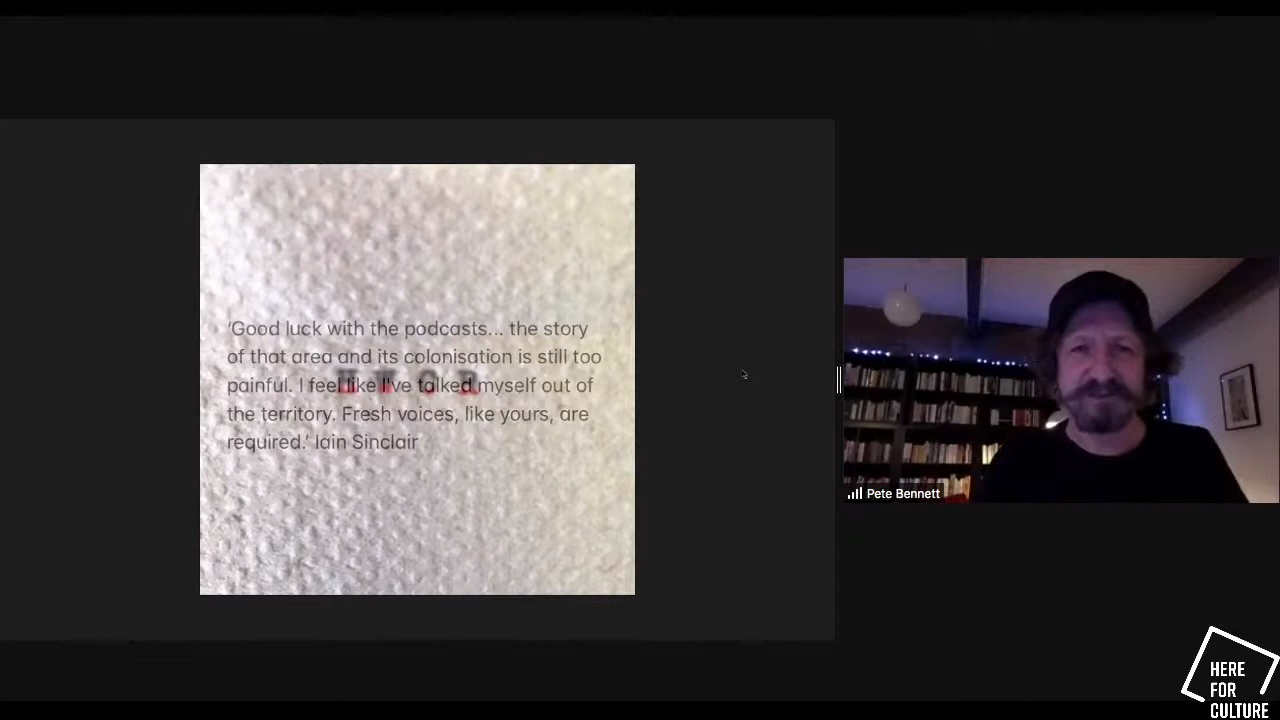 ‘Good luck with the podcasts... the story
of that area and its colonisation is still too
painful. I feel like I've talked myself out of
the territory. Fresh voices, like yours, are
required.’ Iain Sinclair
Pete Bennett
HERE
FOR
CULTURE